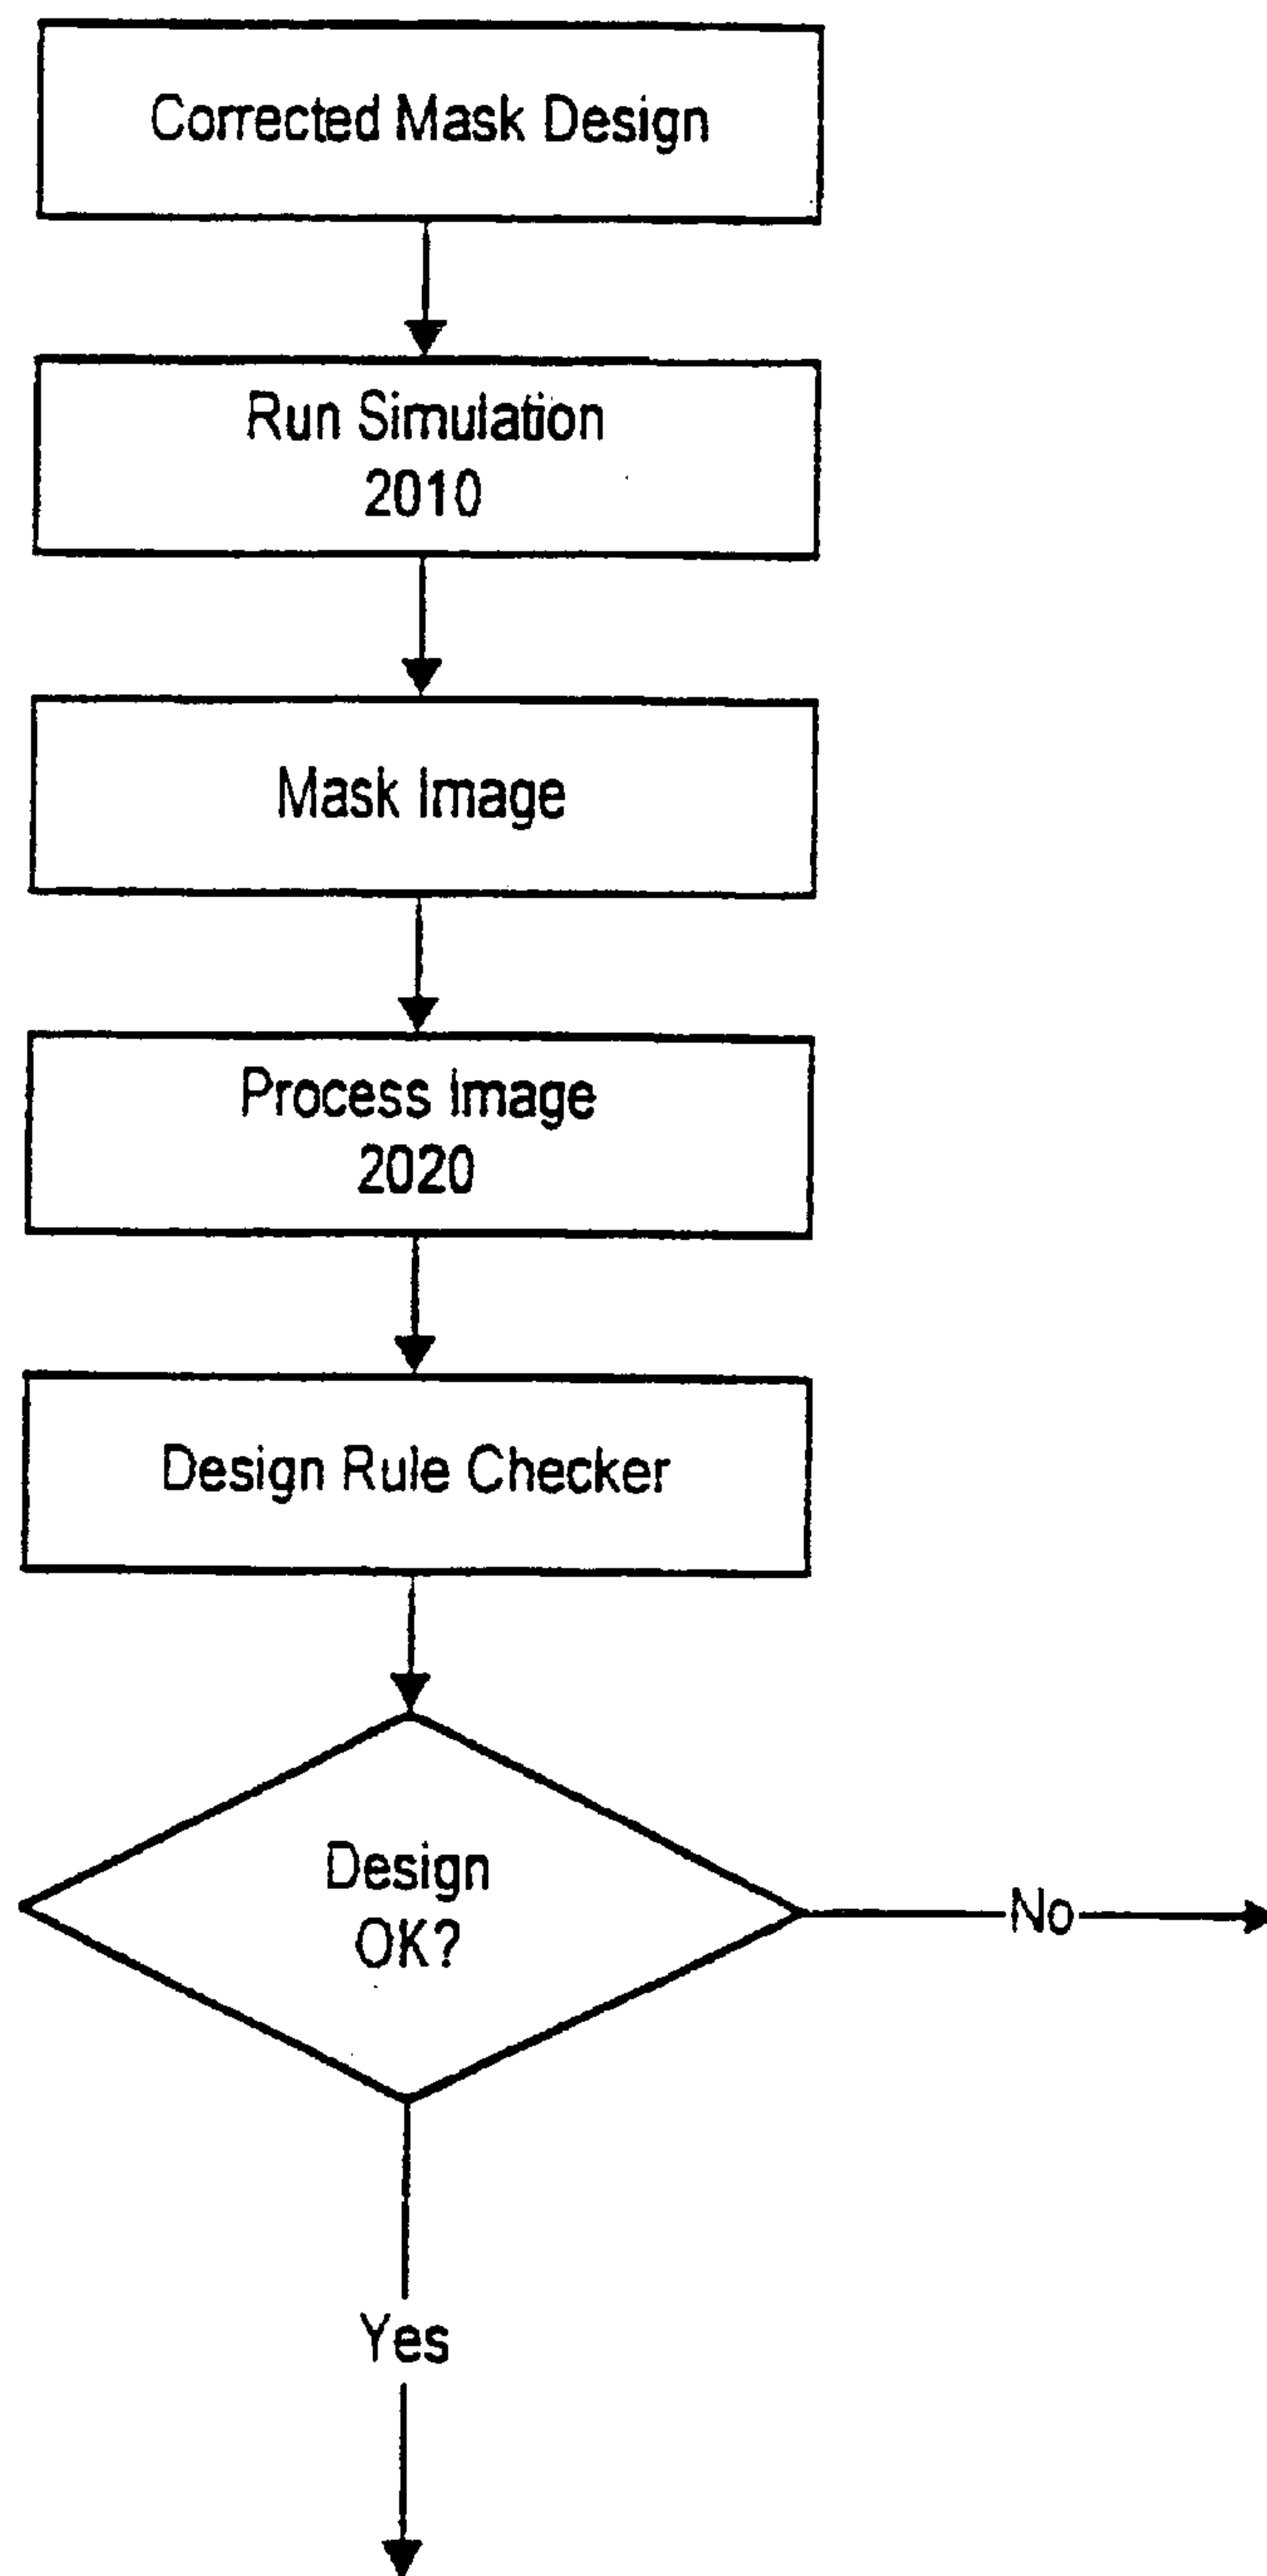 Corrected Mask Design
Run Simulation
2010
Mask Image
Process Image
2020
Design Rule Checker
Design
OK?
No
Yes